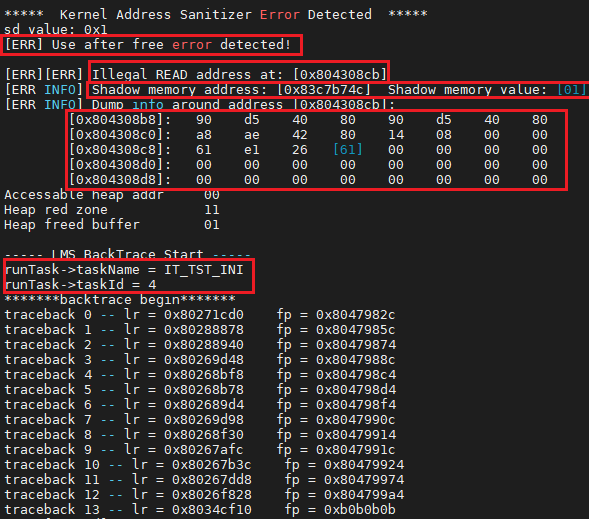 *****  Kernel Address Sanitizer Error Detected  *****
sd value: 0x1
[ERR] Use after free error detected!
[ERR][ERR] Illegal READ address at: [0x804308cb]
[ERR INFO] Shadow memory address: [0x83c7b74c]  Shadow memory value: [01]
[ERR INFO] Dump info around address [0x804308cb]:
[0x804308b8]:  90  d5  40  80  90  d5  40  80
[0x804308c0]:  a8  ae  42  80  14  08  00  00
[0x804308c8]:  61  e1  26  [61]  00  00  00  00
[0x804308d0]:  00  00  00  00  00  00  00  00
[0x804308d8]:  00  00  00  00  00  00  00  00
Accessable heap addr  00
Heap red zone  11
Heap freed buffer  01
----- LMS BackTrace Start -----
runTask->taskName = IT_TST_INI
runTask->taskId = 4
*******backtrace begin*******
traceback 0 -- lr = 0x80271cd0  fp = 0x8047982c
traceback 1 -- lr = 0x80288878  fp = 0x8047985c
traceback 2 -- lr = 0x80288940  fp = 0x80479874
traceback 3 -- lr = 0x80269d48  fp = 0x8047988c
traceback 4 -- lr = 0x80268bf8  fp = 0x804798c4
traceback 5 -- lr = 0x80268b78  fp = 0x804798d4
traceback 6 -- lr = 0x802689d4  fp = 0x804798f4
traceback 7 -- lr = 0x80269d98  fp = 0x8047990c
traceback 8 -- lr = 0x80268f30  fp = 0x80479914
traceback 9 -- lr = 0x80267afc  fp = 0x8047991c
traceback 10 -- lr = 0x80267b3c  fp = 0x80479924
traceback 11 -- lr = 0x80267dd8  fp = 0x80479974
traceback 12 -- lr = 0x8026f828  fp = 0x804799a4
traceback 13 -- lr = 0x8034cf10  fp = 0xb0b0b0b